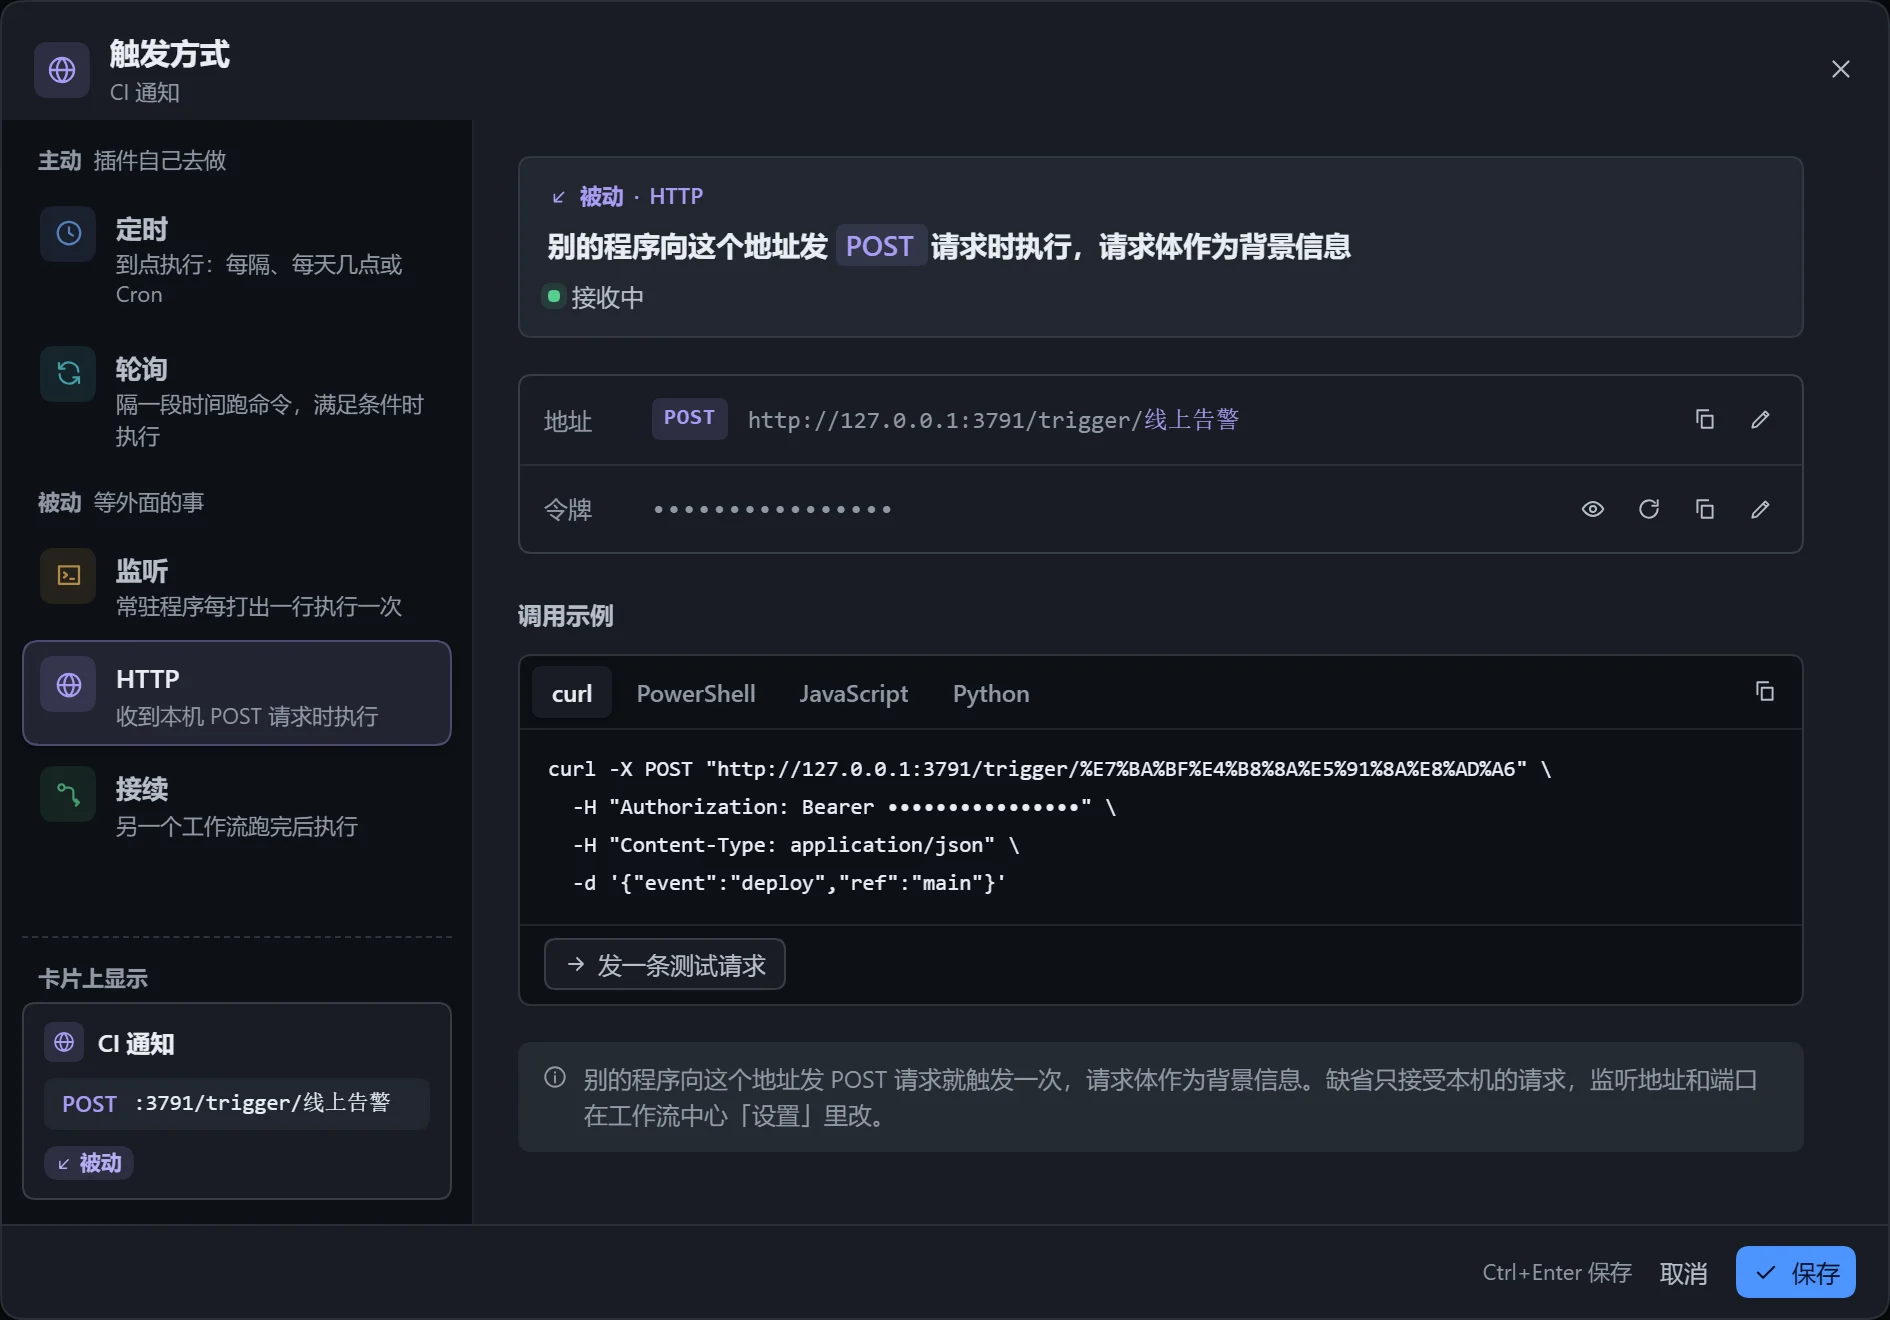 触发方式
CI 通知
主动 插件自己去做
定时
到点执行：每隔、每天几点或
Cron
轮询
隔一段时间跑命令，满足条件时
执行
被动 等外面的事
监听
常驻程序每打出一行执行一次
HTTP
收到本机 POST 请求时执行
接续
另一个工作流跑完后执行
卡片上显示
CI 通知
POST :3791/trigger/线上告警
↙ 被动
↙ 被动 · HTTP
别的程序向这个地址发 POST 请求时执行，请求体作为背景信息
接收中
地址 POST http://127.0.0.1:3791/trigger/线上告警
令牌 ••••••••••••••••
调用示例
curl PowerShell JavaScript Python
curl -X POST "http://127.0.0.1:3791/trigger/%E7%BA%BF%E4%B8%8A%E5%91%8A%E8%AD%A6" \
-H "Authorization: Bearer ••••••••••••••••" \
-H "Content-Type: application/json" \
-d '{"event":"deploy","ref":"main"}'
→ 发一条测试请求
别的程序向这个地址发 POST 请求就触发一次，请求体作为背景信息。缺省只接受本机的请求，监听地址和端口
在工作流中心「设置」里改。
Ctrl+Enter 保存 取消 保存